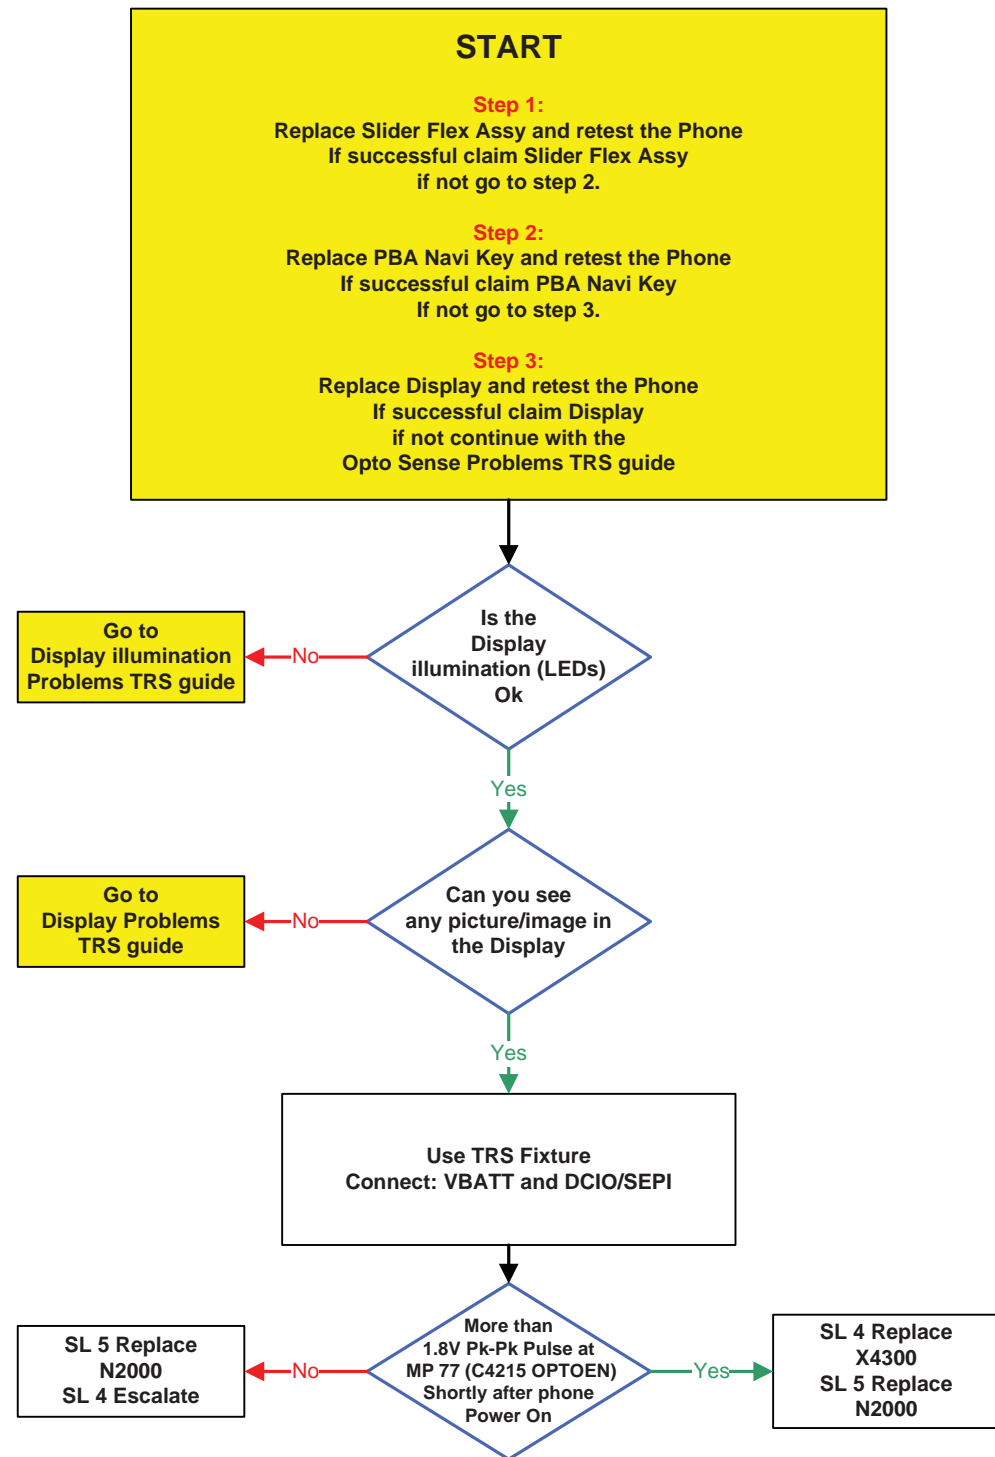 START
Step 1:
Replace Slider Flex Assy and retest the Phone
If successful claim Slider Flex Assy
if not go to step 2.
Step 2:
Replace PBA Navi Key and retest the Phone
If successful claim PBA Navi Key
If not go to step 3.
Step 3:
Replace Display and retest the Phone
If successful claim Display
if not continue with the
Opto Sense Problems TRS guide
Is the
Display
illumination (LEDs)
Ok
No
Go to
Display illumination
Problems TRS guide
Yes
Can you see
any picture/image in
the Display
No
Go to
Display Problems
TRS guide
Yes
Use TRS Fixture
Connect: VBATT and DCIO/SEPI
More than
1.8V Pk-Pk Pulse at
MP 77 (C4215 OPTOEN)
Shortly after phone
Power On
No
SL 5 Replace
N2000
SL 4 Escalate
Yes
SL 4 Replace
X4300
SL 5 Replace
N2000